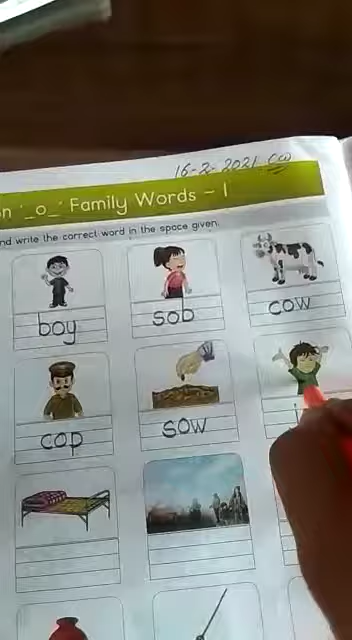 16-2-2021 CW
n '_o_' Family Words - 1
nd write the correct word in the space given.
boy sob cow
cop sow j